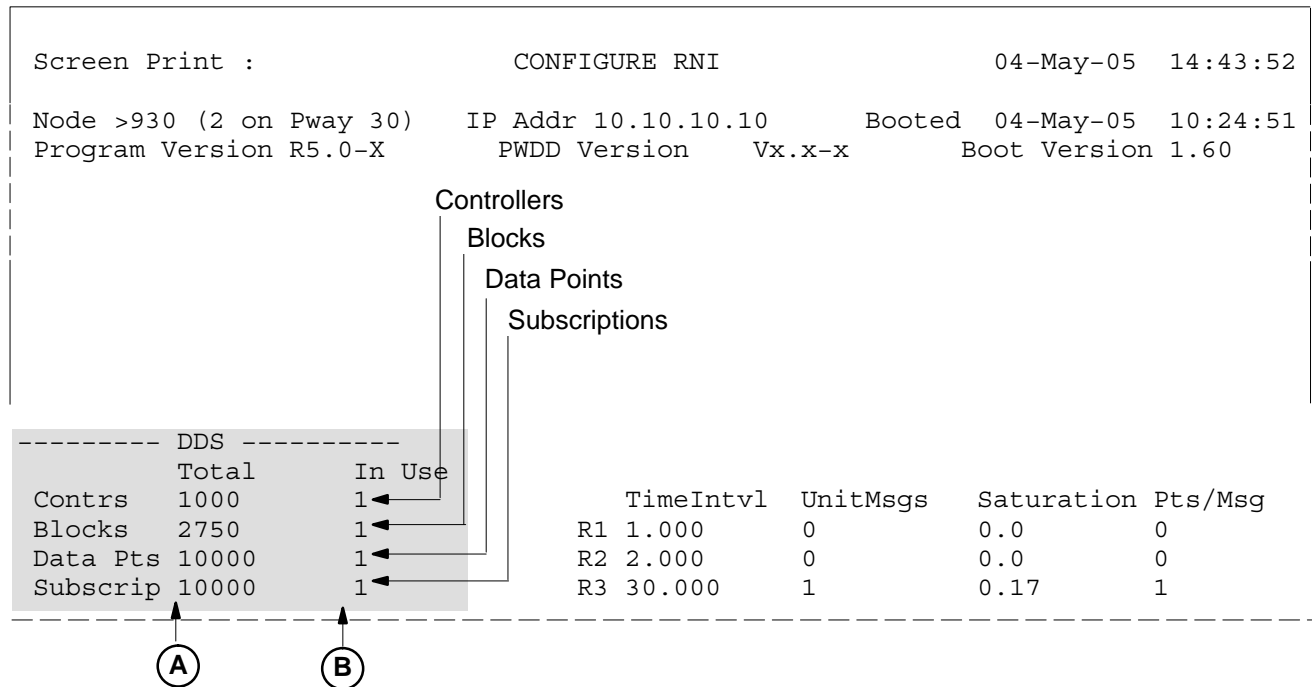 Screen Print : CONFIGURE RNI 04-May-05 14:43:52
Node >930 (2 on Pway 30) IP Addr 10.10.10.10 Booted 04-May-05 10:24:51
Program Version R5.0-X PWDD Version Vx.x-x Boot Version 1.60
Controllers
Blocks
Data Points
Subscriptions
--------- DDS ----------
Total In Use
Contrs 1000 1 TimeIntvl UnitMsgs Saturation Pts/Msg
Blocks 2750 1 R1 1.000 0 0.0 0
Data Pts 10000 1 R2 2.000 0 0.0 0
Subscrip 10000 1 R3 30.000 1 0.17 1
A B